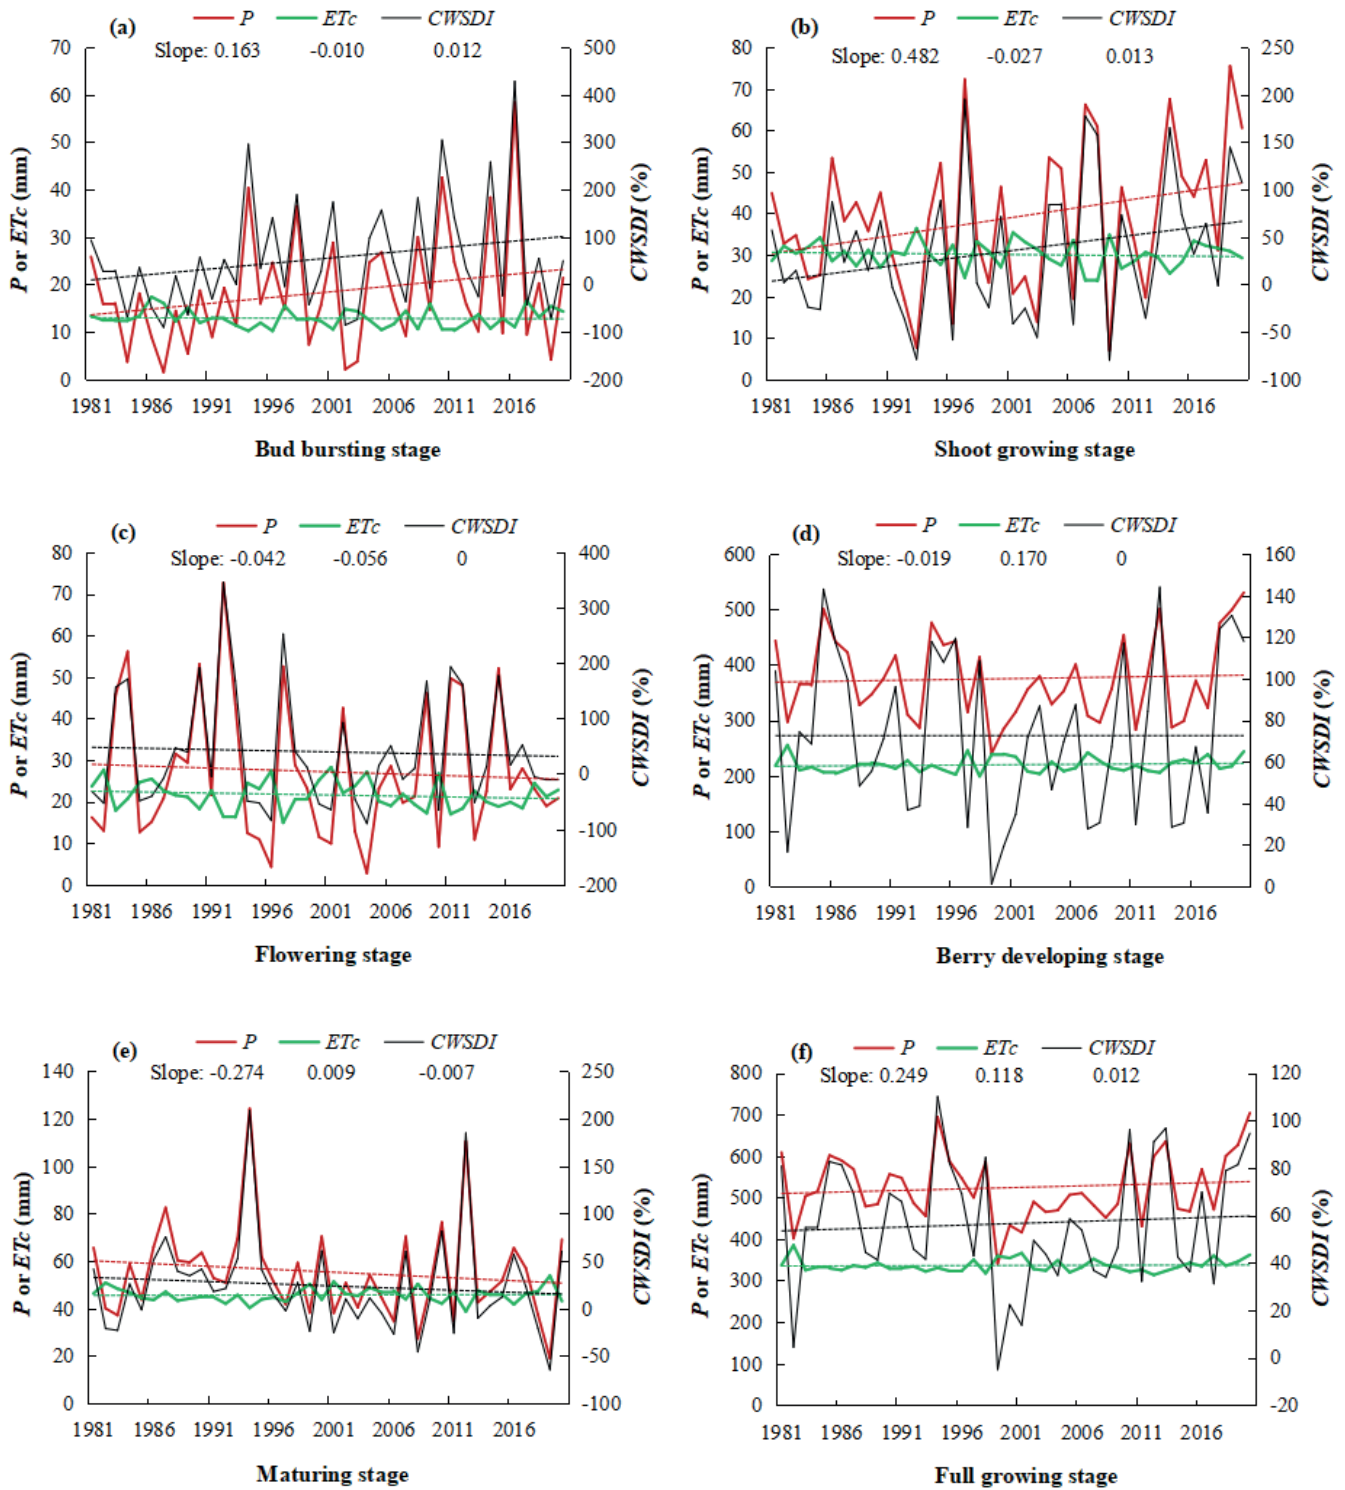 (a) P ETc CWSDI
Slope: 0.163 -0.010 0.012
70 60 50 40 30 20 10 0
P or ETc (mm)
500 400 300 200 100 0 -100 -200
CWSDI (%)
1981 1986 1991 1996 2001 2006 2011 2016
Bud bursting stage
(b) P ETc CWSDI
Slope: 0.482 -0.027 0.013
80 70 60 50 40 30 20 10 0
P or ETc (mm)
250 200 150 100 50 0 -50 -100
CWSDI (%)
1981 1986 1991 1996 2001 2006 2011 2016
Shoot growing stage
(c) P ETc CWSDI
Slope: -0.042 -0.056 0
80 70 60 50 40 30 20 10 0
P or ETc (mm)
400 300 200 100 0 -100 -200
CWSDI (%)
1981 1986 1991 1996 2001 2006 2011 2016
Flowering stage
(d) P ETc CWSDI
Slope: -0.019 0.170 0
600 500 400 300 200 100 0
P or ETc (mm)
160 140 120 100 80 60 40 20 0
CWSDI (%)
1981 1986 1991 1996 2001 2006 2011 2016
Berry developing stage
(e) P ETc CWSDI
Slope: -0.274 0.009 -0.007
140 120 100 80 60 40 20 0
P or ETc (mm)
250 200 150 100 50 0 -50 -100
CWSDI (%)
1981 1986 1991 1996 2001 2006 2011 2016
Maturing stage
(f) P ETc CWSDI
Slope: 0.249 0.118 0.012
800 700 600 500 400 300 200 100 0
P or ETc (mm)
120 100 80 60 40 20 0 -20
CWSDI (%)
1981 1986 1991 1996 2001 2006 2011 2016
Full growing stage